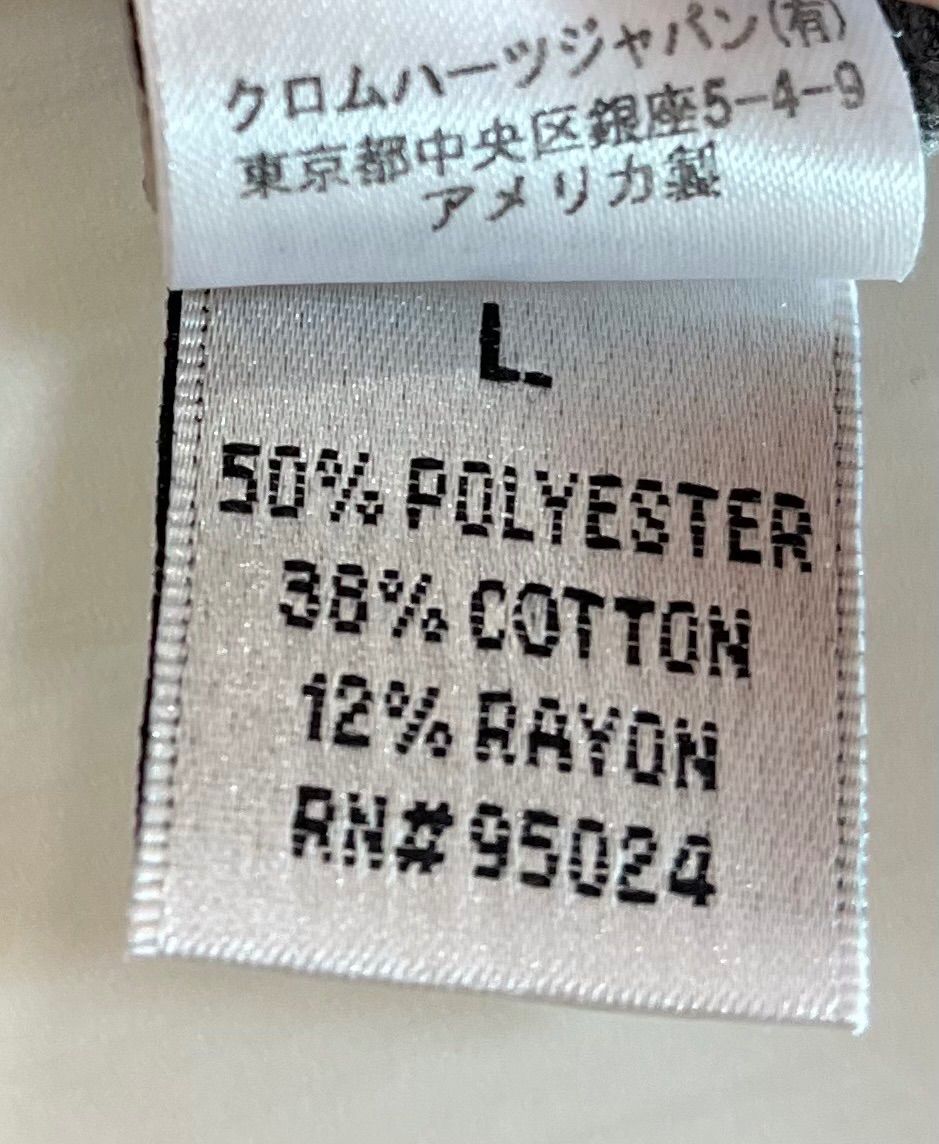 クロムハーツジャパン(有)
東京都中央区銀座5-4-9
アメリカ製
L
50% POLYESTER
38% COTTON
12% RAYON
RN# 95024